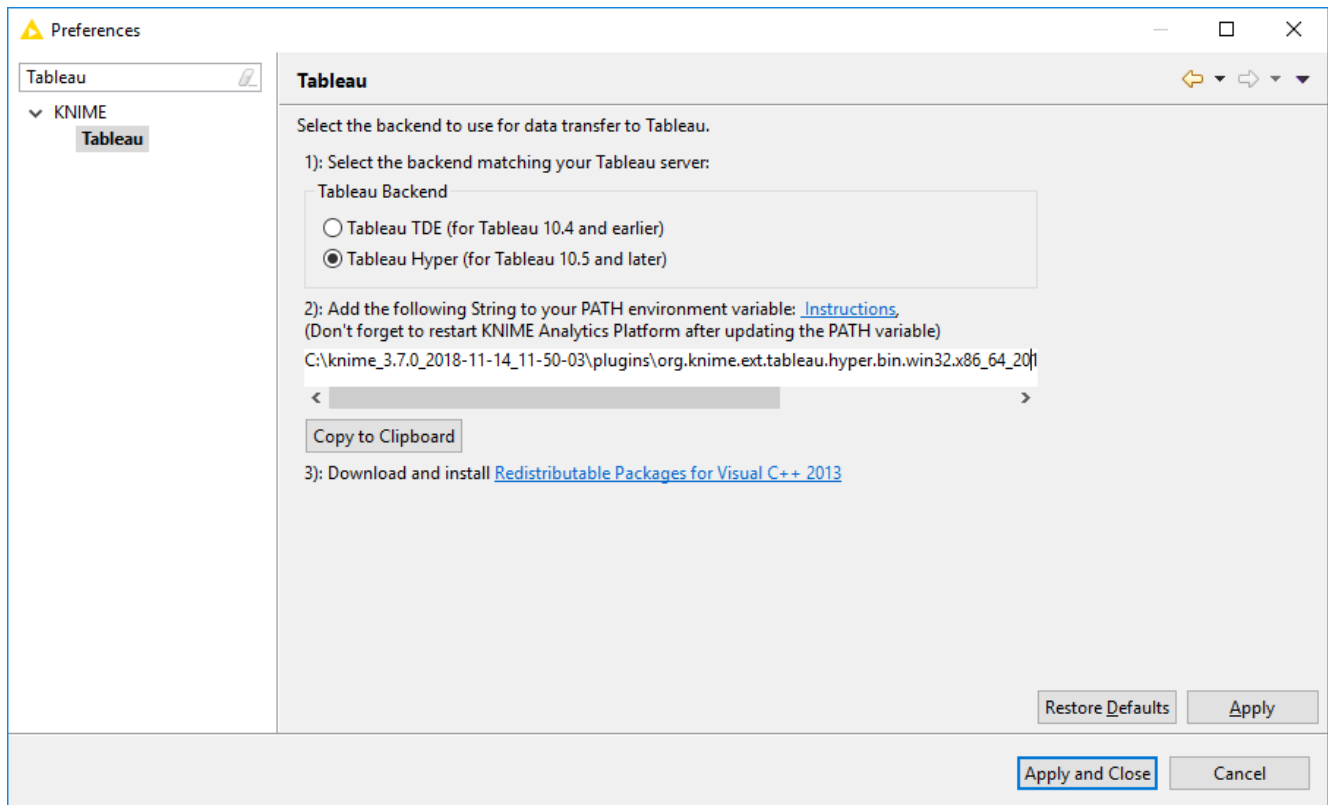 Preferences
Tableau
KNIME
Tableau
Tableau
Select the backend to use for data transfer to Tableau.
1): Select the backend matching your Tableau server:
Tableau Backend
Tableau TDE (for Tableau 10.4 and earlier)
Tableau Hyper (for Tableau 10.5 and later)
2): Add the following String to your PATH environment variable: Instructions,
(Don't forget to restart KNIME Analytics Platform after updating the PATH variable)
C:\knime_3.7.0_2018-11-14_11-50-03\plugins\org.knime.ext.tableau.hyper.bin.win32.x86_64_201
Copy to Clipboard
3): Download and install Redistributable Packages for Visual C++ 2013
Restore Defaults
Apply
Apply and Close
Cancel